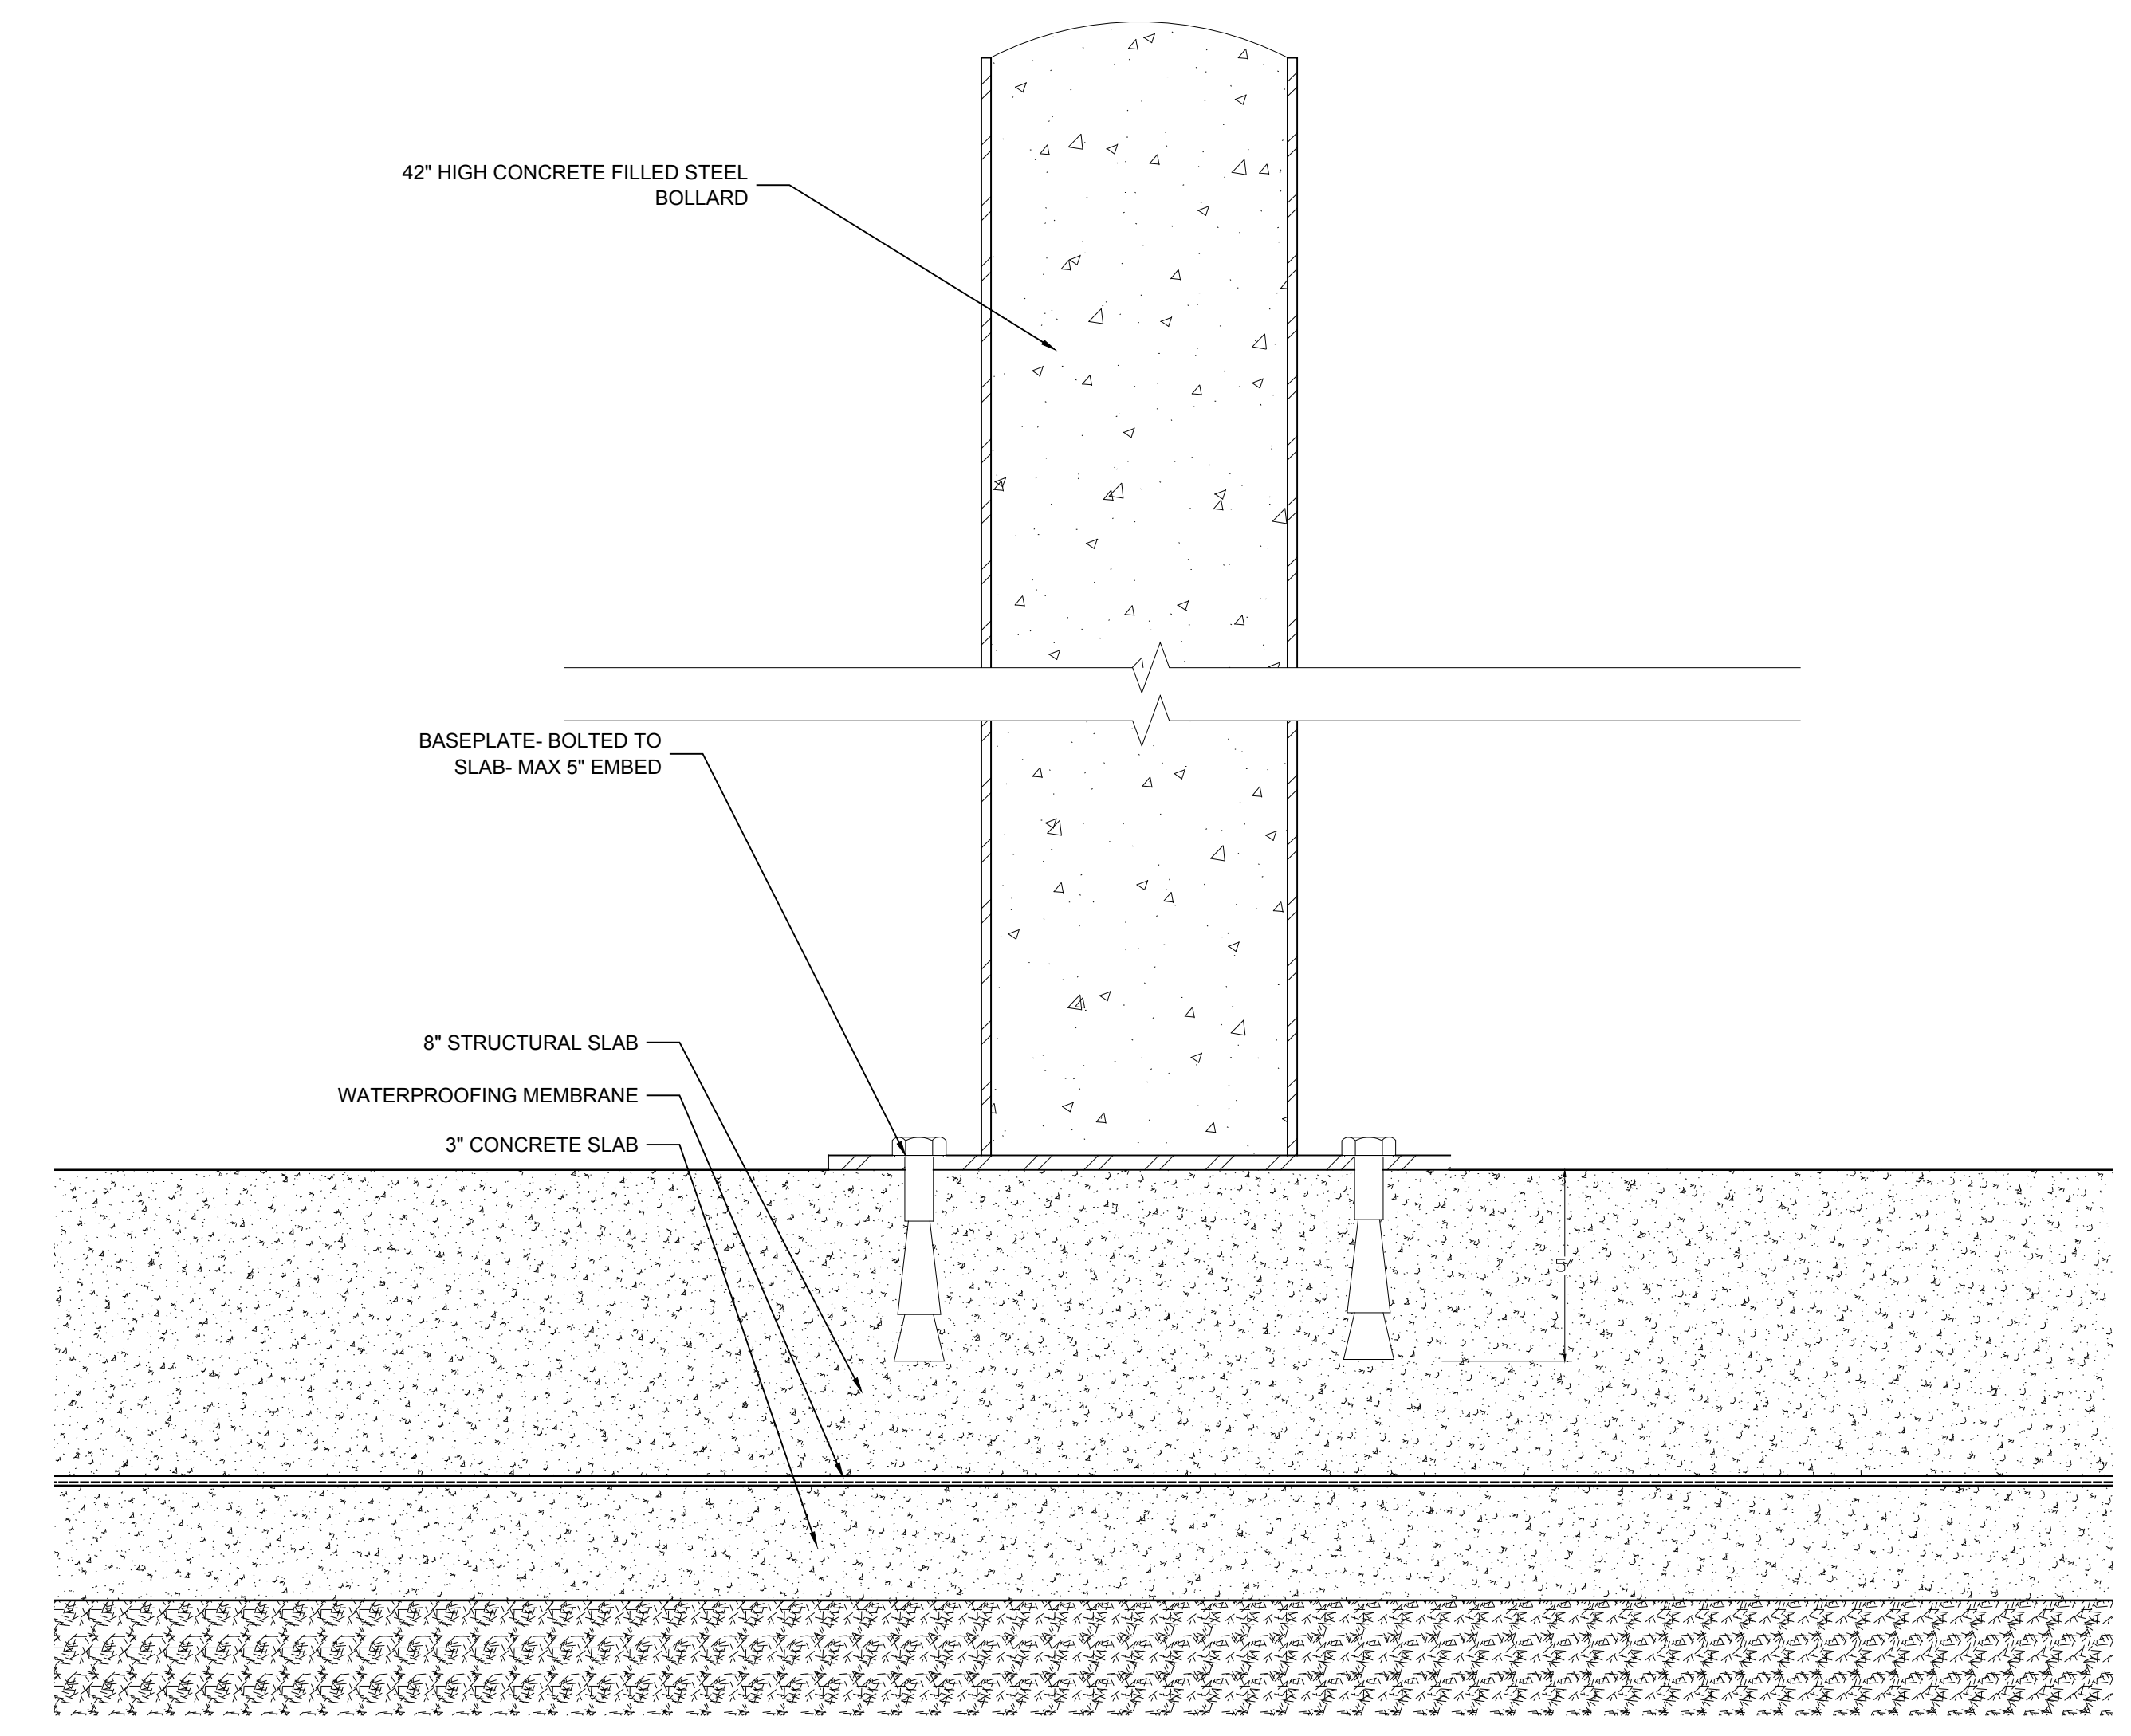 42" HIGH CONCRETE FILLED STEEL
BOLLARD
BASEPLATE- BOLTED TO
SLAB- MAX 5" EMBED
8" STRUCTURAL SLAB
WATERPROOFING MEMBRANE
3" CONCRETE SLAB
5"